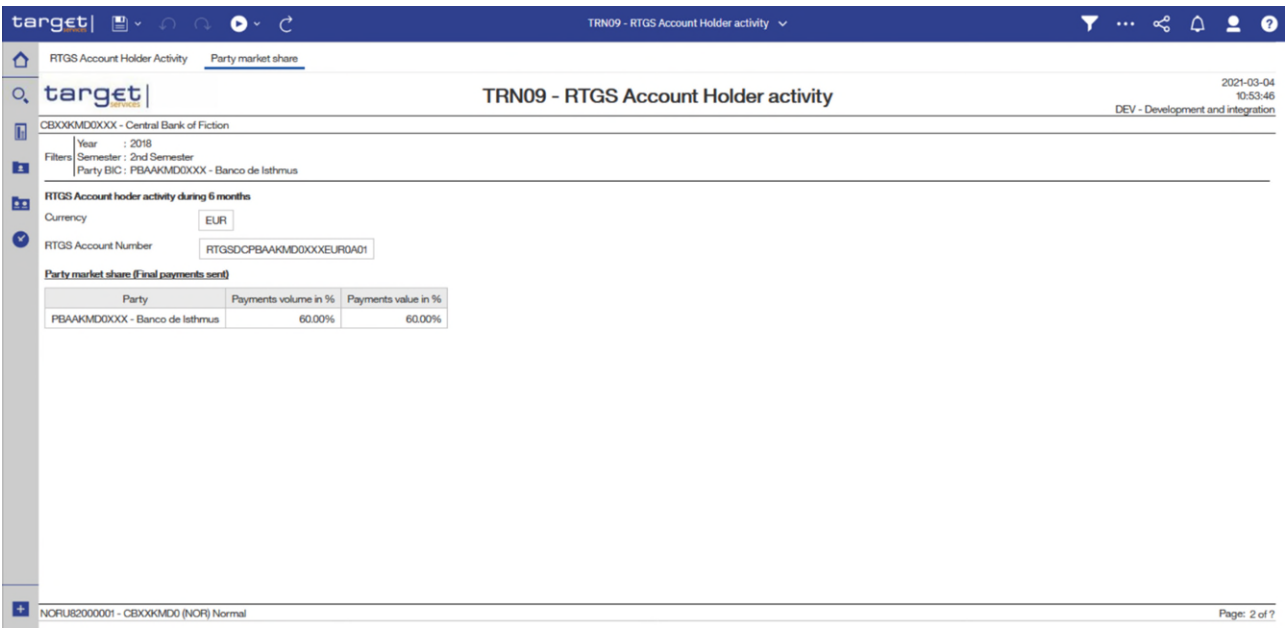 target|
services
TRN09 - RTGS Account Holder activity
RTGS Account Holder Activity Party market share
target|
services
TRN09 - RTGS Account Holder activity
2021-03-04
10:53:46
DEV - Development and integration
CBXXKMD0XXX - Central Bank of Fiction
Filters
Year : 2018
Semester : 2nd Semester
Party BIC : PBAAKMD0XXX - Banco de Isthmus
RTGS Account hoder activity during 6 months
Currency EUR
RTGS Account Number RTGSDCPBAAKMD0XXXEUR0A01
Party market share (Final payments sent)
Party Payments volume in % Payments value in %
PBAAKMD0XXX - Banco de Isthmus 60.00% 60.00%
NORU82000001 - CBXXKMD0 (NOR) Normal Page: 2 of ?